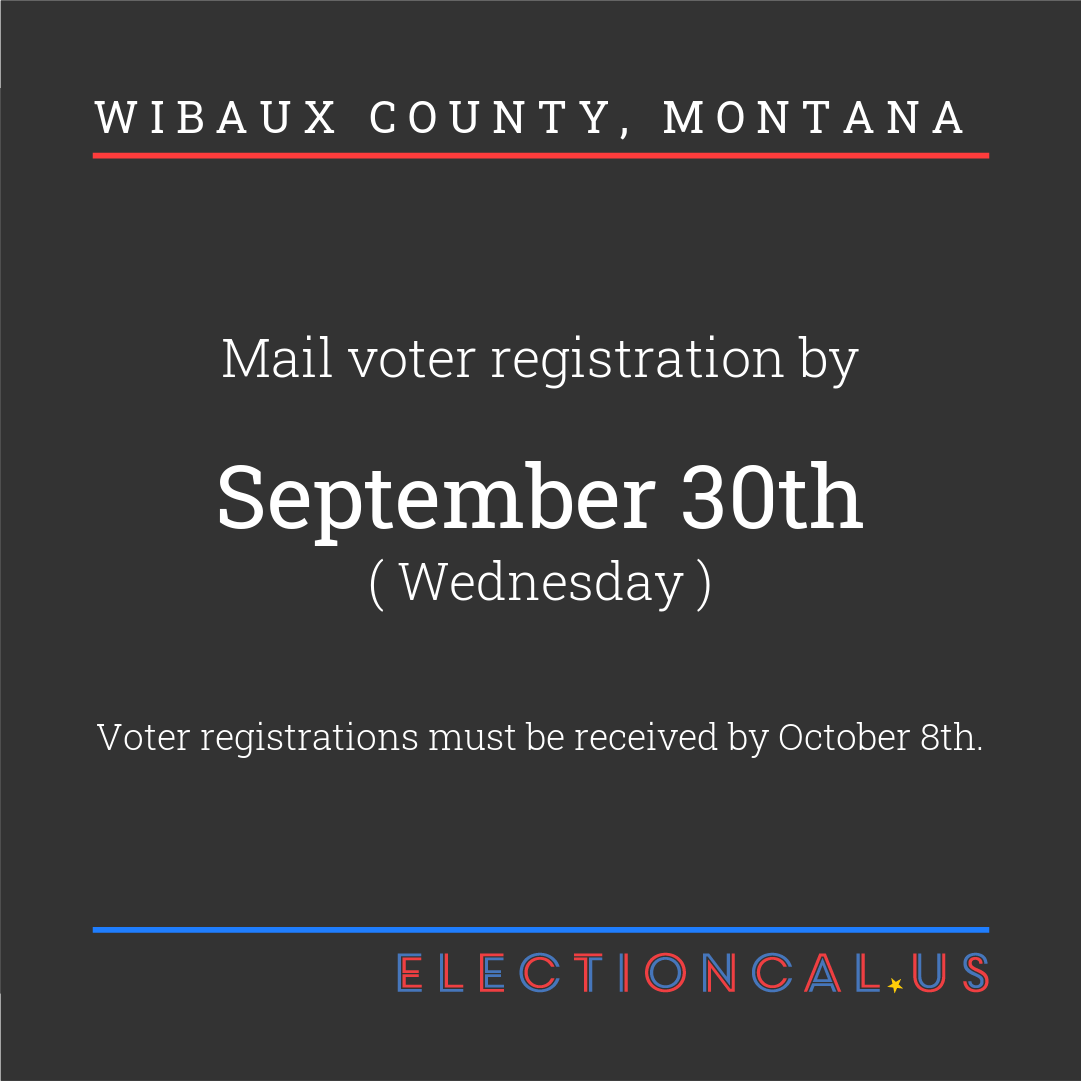 WIBAUX COUNTY, MONTANA
Mail voter registration by
September 30th
( Wednesday )
Voter registrations must be received by October 8th.
ELECTIONCAL.US